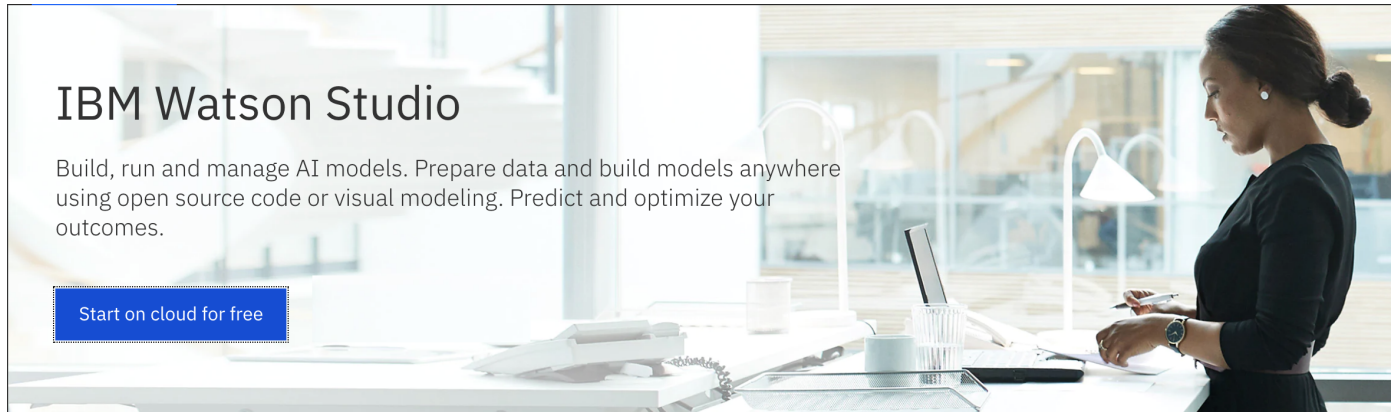 IBM Watson Studio
Build, run and manage AI models. Prepare data and build models anywhere
using open source code or visual modeling. Predict and optimize your
outcomes.
Start on cloud for free